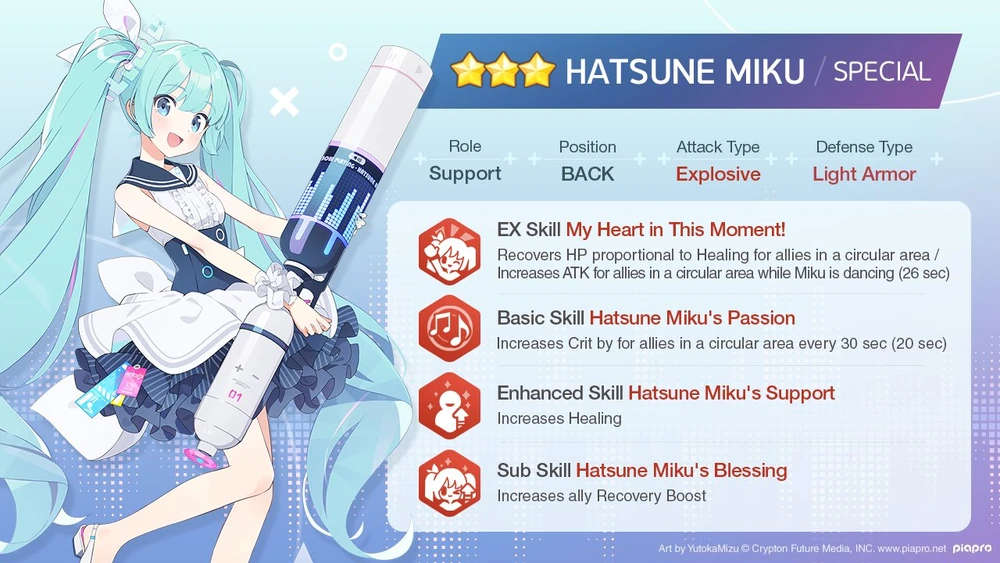 HATSUNE MIKU / SPECIAL
Role
Support
Position
BACK
Attack Type
Explosive
Defense Type
Light Armor
EX Skill My Heart in This Moment!
Recovers HP proportional to Healing for allies in a circular area /
Increases ATK for allies in a circular area while Miku is dancing (26 sec)
Basic Skill Hatsune Miku's Passion
Increases Crit by for allies in a circular area every 30 sec (20 sec)
Enhanced Skill Hatsune Miku's Support
Increases Healing
Sub Skill Hatsune Miku's Blessing
Increases ally Recovery Boost
01
Art by YutokaMizu © Crypton Future Media, INC. www.piapro.net piapro